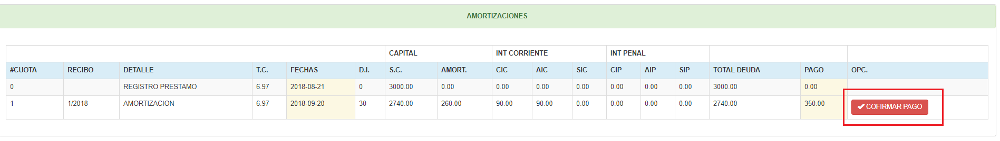 AMORTIZACIONES
CAPITAL INT CORRIENTE INT PENAL
#CUOTA RECIBO DETALLE T.C. FECHAS D.I. S.C. AMORT. CIC AIC SIC CIP AIP SIP TOTAL DEUDA PAGO OPC.
0 REGISTRO PRESTAMO 6.97 2018-08-21 0 3000.00 0.00 0.00 0.00 0.00 0.00 0.00 0.00 3000.00 0.00
1 1/2018 AMORTIZACION 6.97 2018-09-20 30 2740.00 260.00 90.00 90.00 0.00 0.00 0.00 0.00 2740.00 350.00 COFIRMAR PAGO